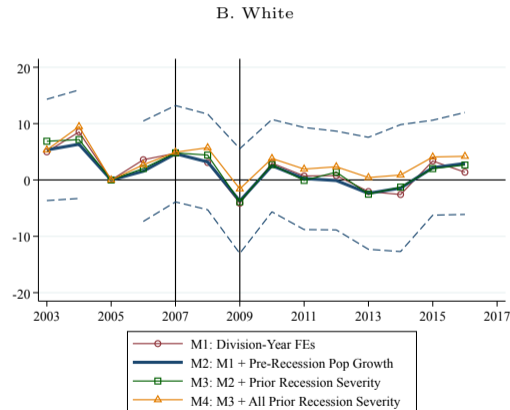 B. White
20
10
0
-10
-20
2003 2005 2007 2009 2011 2013 2015 2017
M1: Division-Year FEs
M2: M1 + Pre-Recession Pop Growth
M3: M2 + Prior Recession Severity
M4: M3 + All Prior Recession Severity